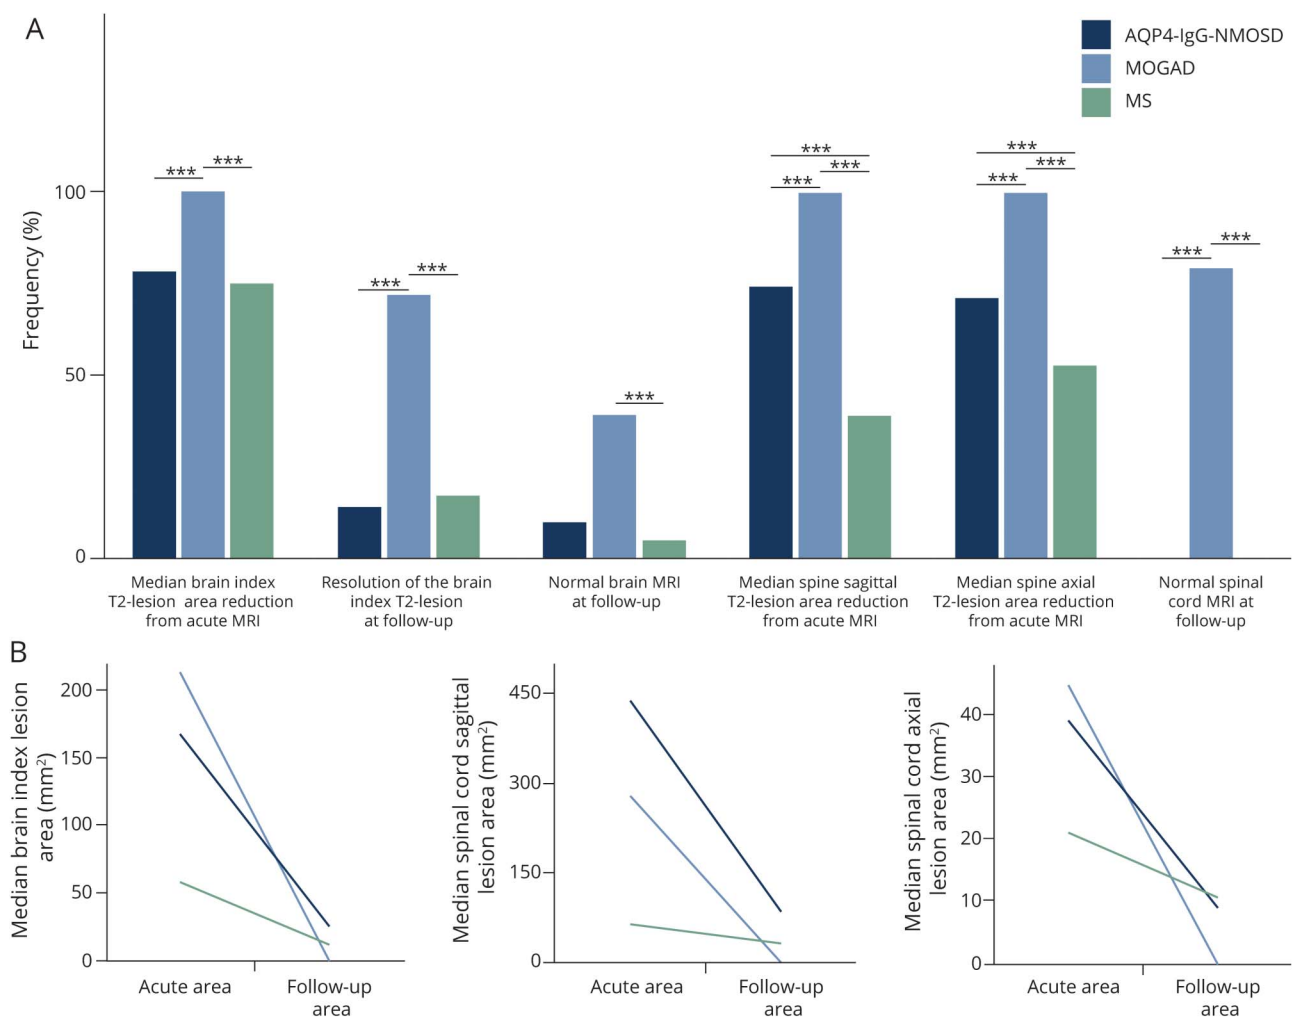 A
AQP4-IgG-NMOSD
MOGAD
MS
Frequency (%)
100
50
0
*** ***
*** ***
***
***
***
***
***
***
***
*** ***
Median brain index
T2-lesion area reduction
from acute MRI
Resolution of the brain
index T2-lesion
at follow-up
Normal brain MRI
at follow-up
Median spine sagittal
T2-lesion area reduction
from acute MRI
Median spine axial
T2-lesion area reduction
from acute MRI
Normal spinal
cord MRI at
follow-up
B
Median brain index lesion
area (mm²)
200
150
100
50
0
Acute area
Follow-up
area
Median spinal cord sagittal
lesion area (mm²)
450
300
150
0
Acute area
Follow-up
area
Median spinal cord axial
lesion area (mm²)
40
30
20
10
0
Acute area
Follow-up
area